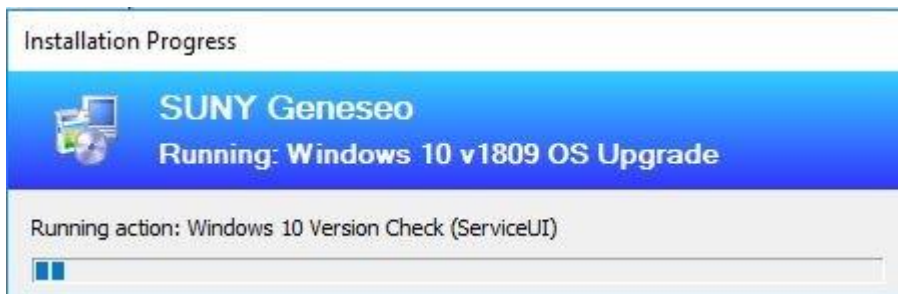 Installation Progress
SUNY Geneseo
Running: Windows 10 v1809 OS Upgrade
Running action: Windows 10 Version Check (ServiceUI)